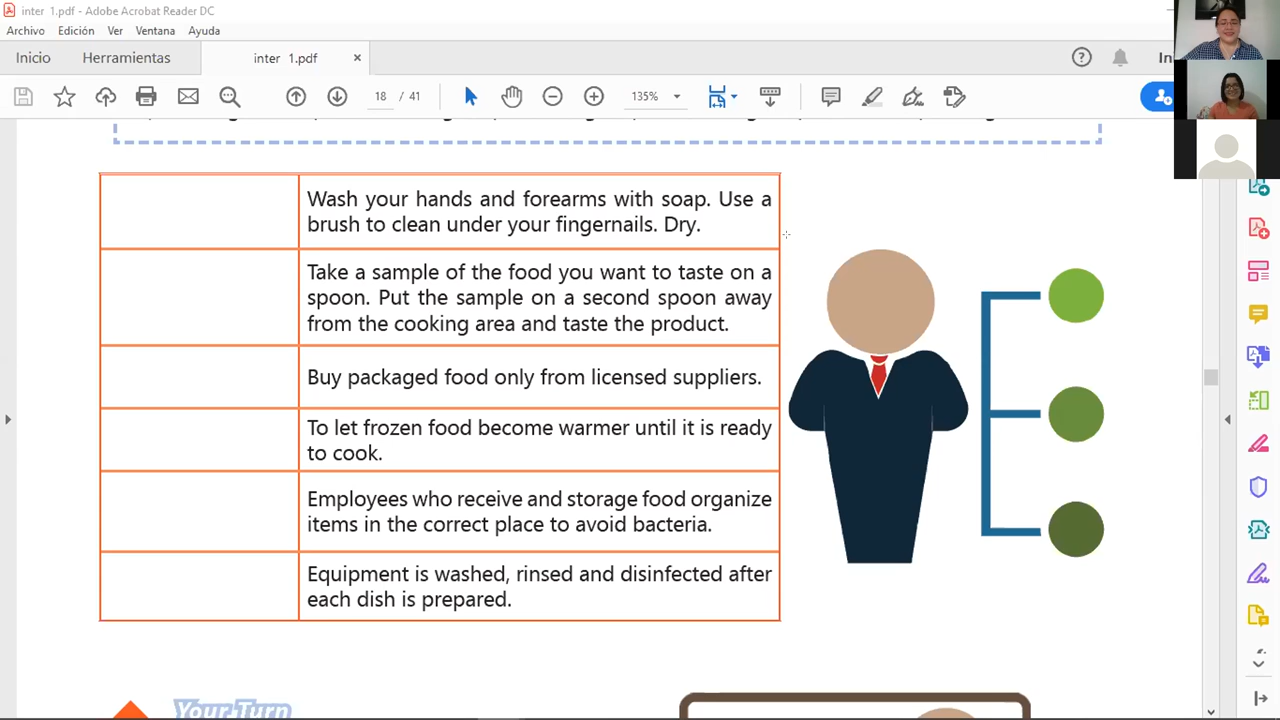 inter 1.pdf - Adobe Acrobat Reader DC
Archivo Edición Ver Ventana Ayuda
Inicio Herramientas inter 1.pdf × ? In
18 / 41 135%
Wash your hands and forearms with soap. Use a
brush to clean under your fingernails. Dry.
Take a sample of the food you want to taste on a
spoon. Put the sample on a second spoon away
from the cooking area and taste the product.
Buy packaged food only from licensed suppliers.
To let frozen food become warmer until it is ready
to cook.
Employees who receive and storage food organize
items in the correct place to avoid bacteria.
Equipment is washed, rinsed and disinfected after
each dish is prepared.
Your Turn